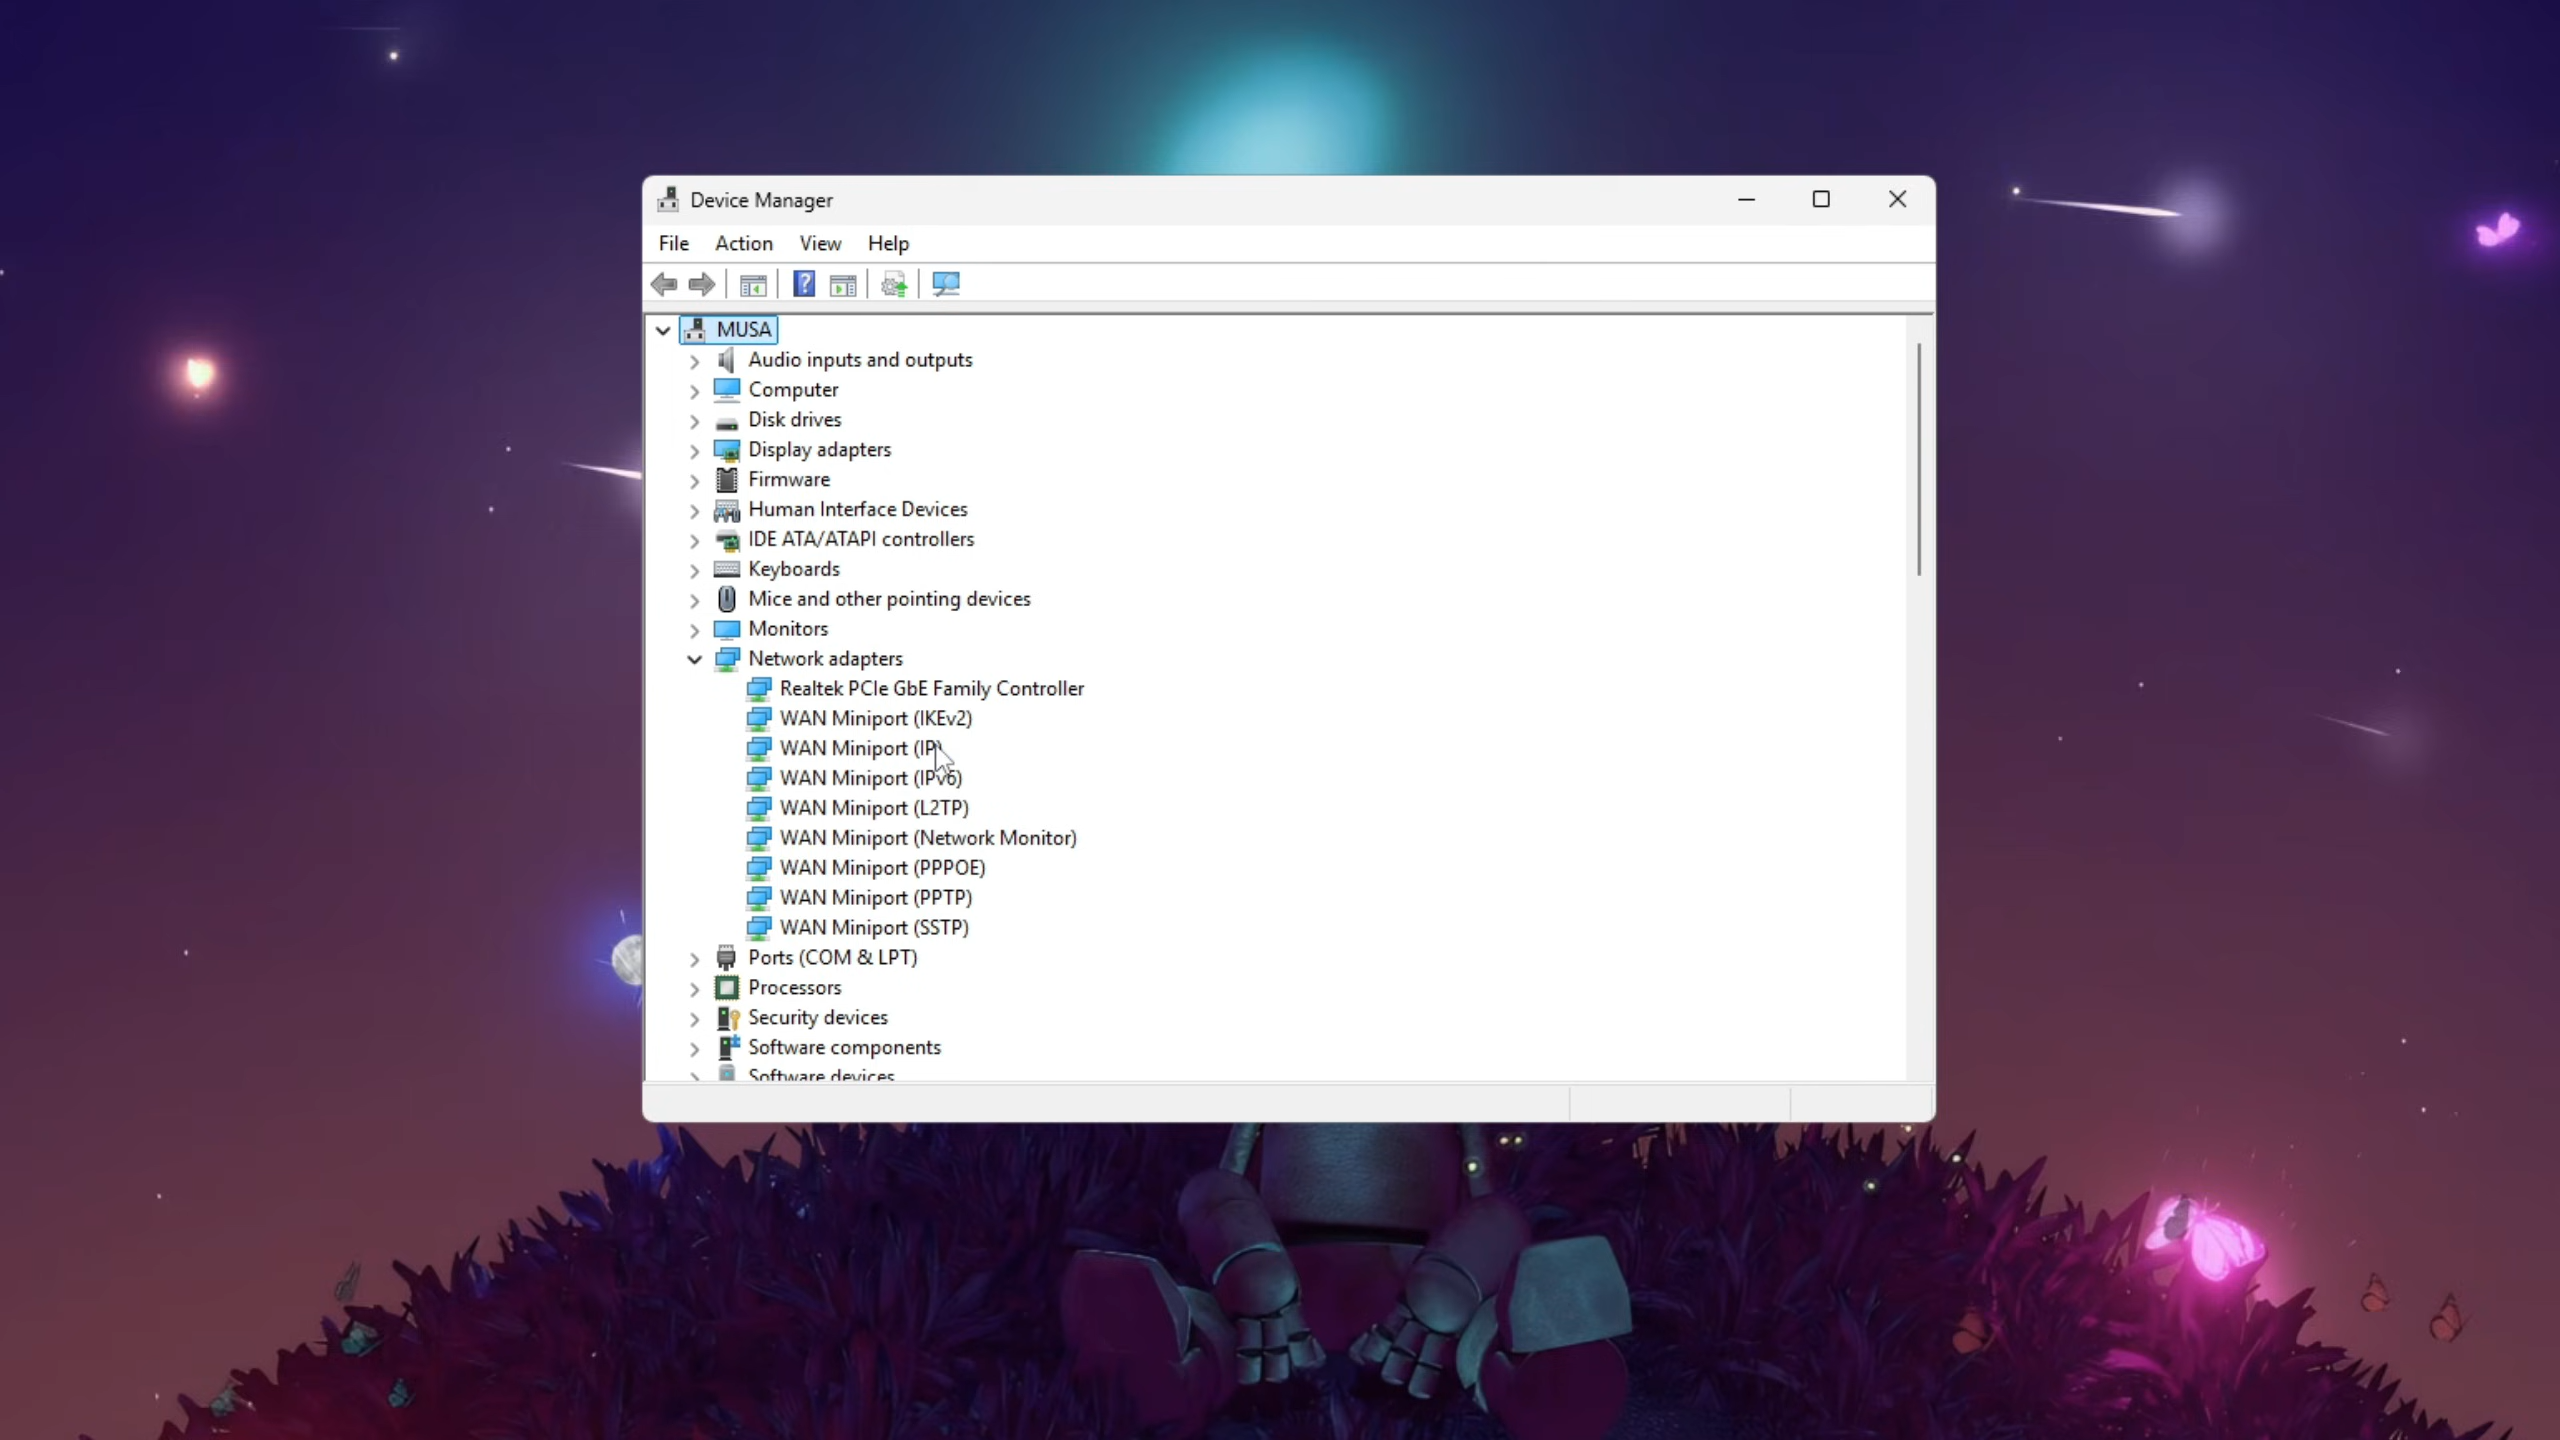 Device Manager
File Action View Help
MUSA
Audio inputs and outputs
Computer
Disk drives
Display adapters
Firmware
Human Interface Devices
IDE ATA/ATAPI controllers
Keyboards
Mice and other pointing devices
Monitors
Network adapters
Realtek PCIe GbE Family Controller
WAN Miniport (IKEv2)
WAN Miniport (IP)
WAN Miniport (IPv6)
WAN Miniport (L2TP)
WAN Miniport (Network Monitor)
WAN Miniport (PPPOE)
WAN Miniport (PPTP)
WAN Miniport (SSTP)
Ports (COM & LPT)
Processors
Security devices
Software components
Software devices